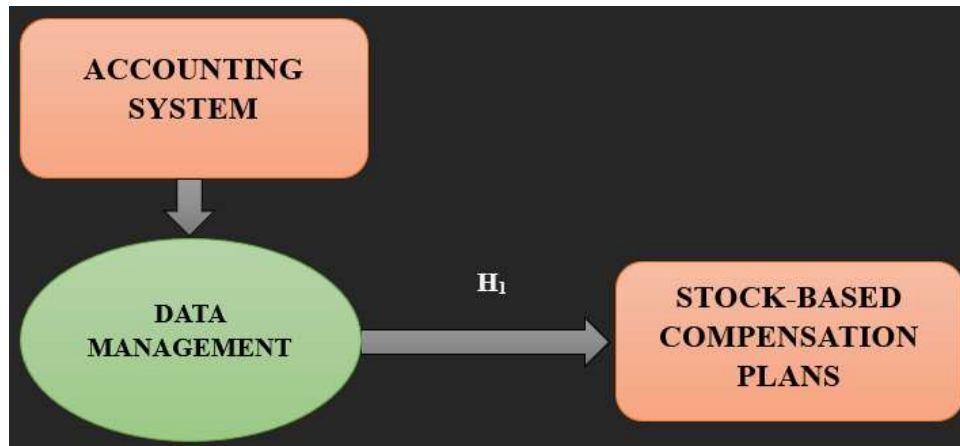 ACCOUNTING
SYSTEM
DATA
MANAGEMENT
H₁
STOCK-BASED
COMPENSATION
PLANS